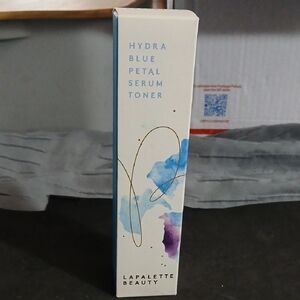 HYDRA
BLUE
PETAL
SERUM
TONER
LAPALETTE
BEAUTY